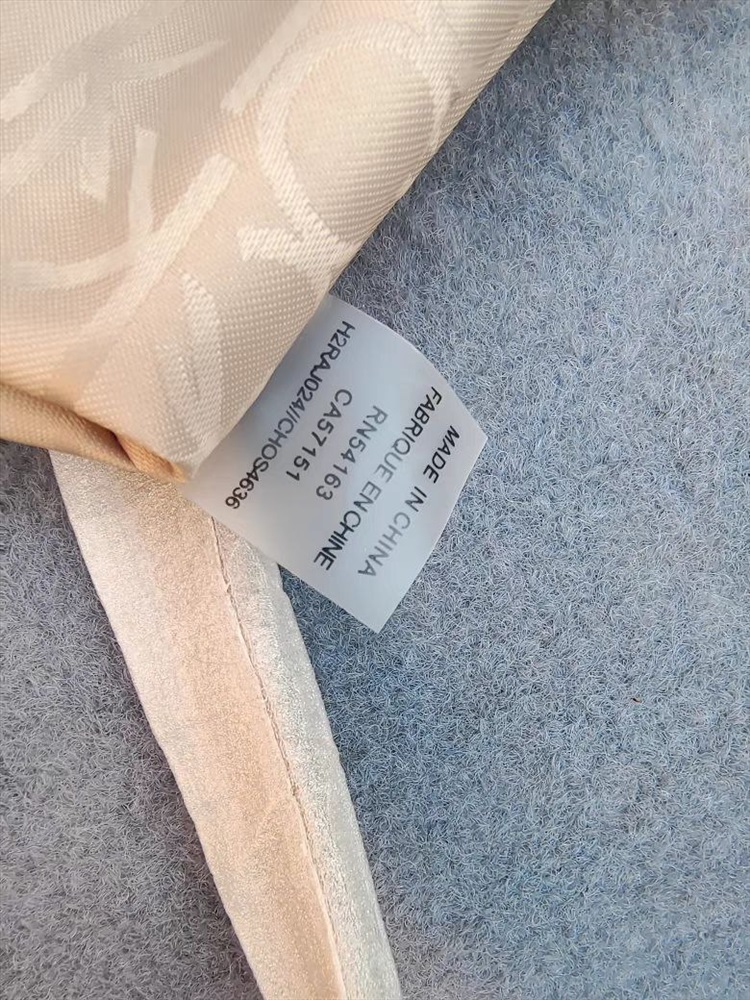 MADE IN CHINA
FABRIQUE EN CHINE
RN54163
CA57151
H2RAJ024//CHOS4636